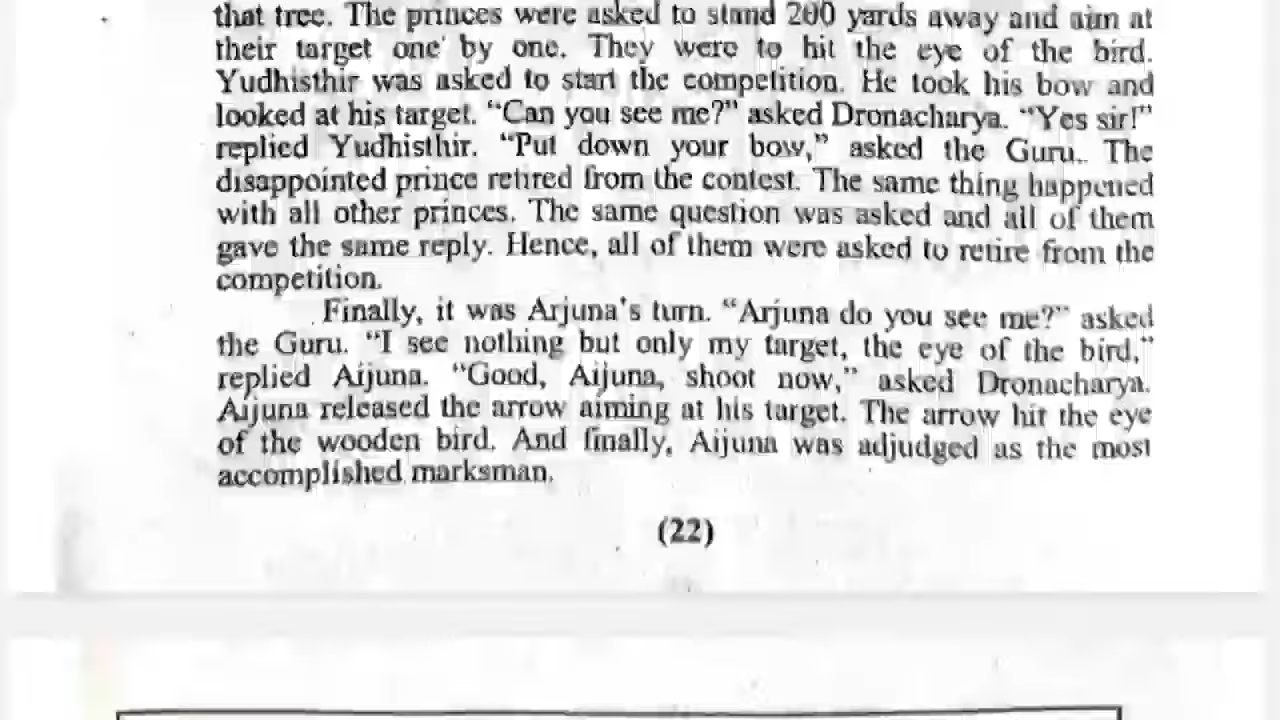 that tree. The princes were asked to stand 200 yards away and aim at
their target one by one. They were to hit the eye of the bird.
Yudhisthir was asked to start the competition. He took his bow and
looked at his target. “Can you see me?” asked Dronacharya. “Yes sir!”
replied Yudhisthir. “Put down your bow,” asked the Guru. The
disappointed prince retired from the contest. The same thing happened
with all other princes. The same question was asked and all of them
gave the same reply. Hence, all of them were asked to retire from the
competition.
Finally, it was Arjuna's turn. “Arjuna do you see me?” asked
the Guru. “I see nothing but only my target, the eye of the bird,”
replied Aijuna. “Good, Aijuna, shoot now,” asked Dronacharya.
Aijuna released the arrow aiming at his target. The arrow hit the eye
of the wooden bird. And finally, Aijuna was adjudged as the most
accomplished marksman.
(22)